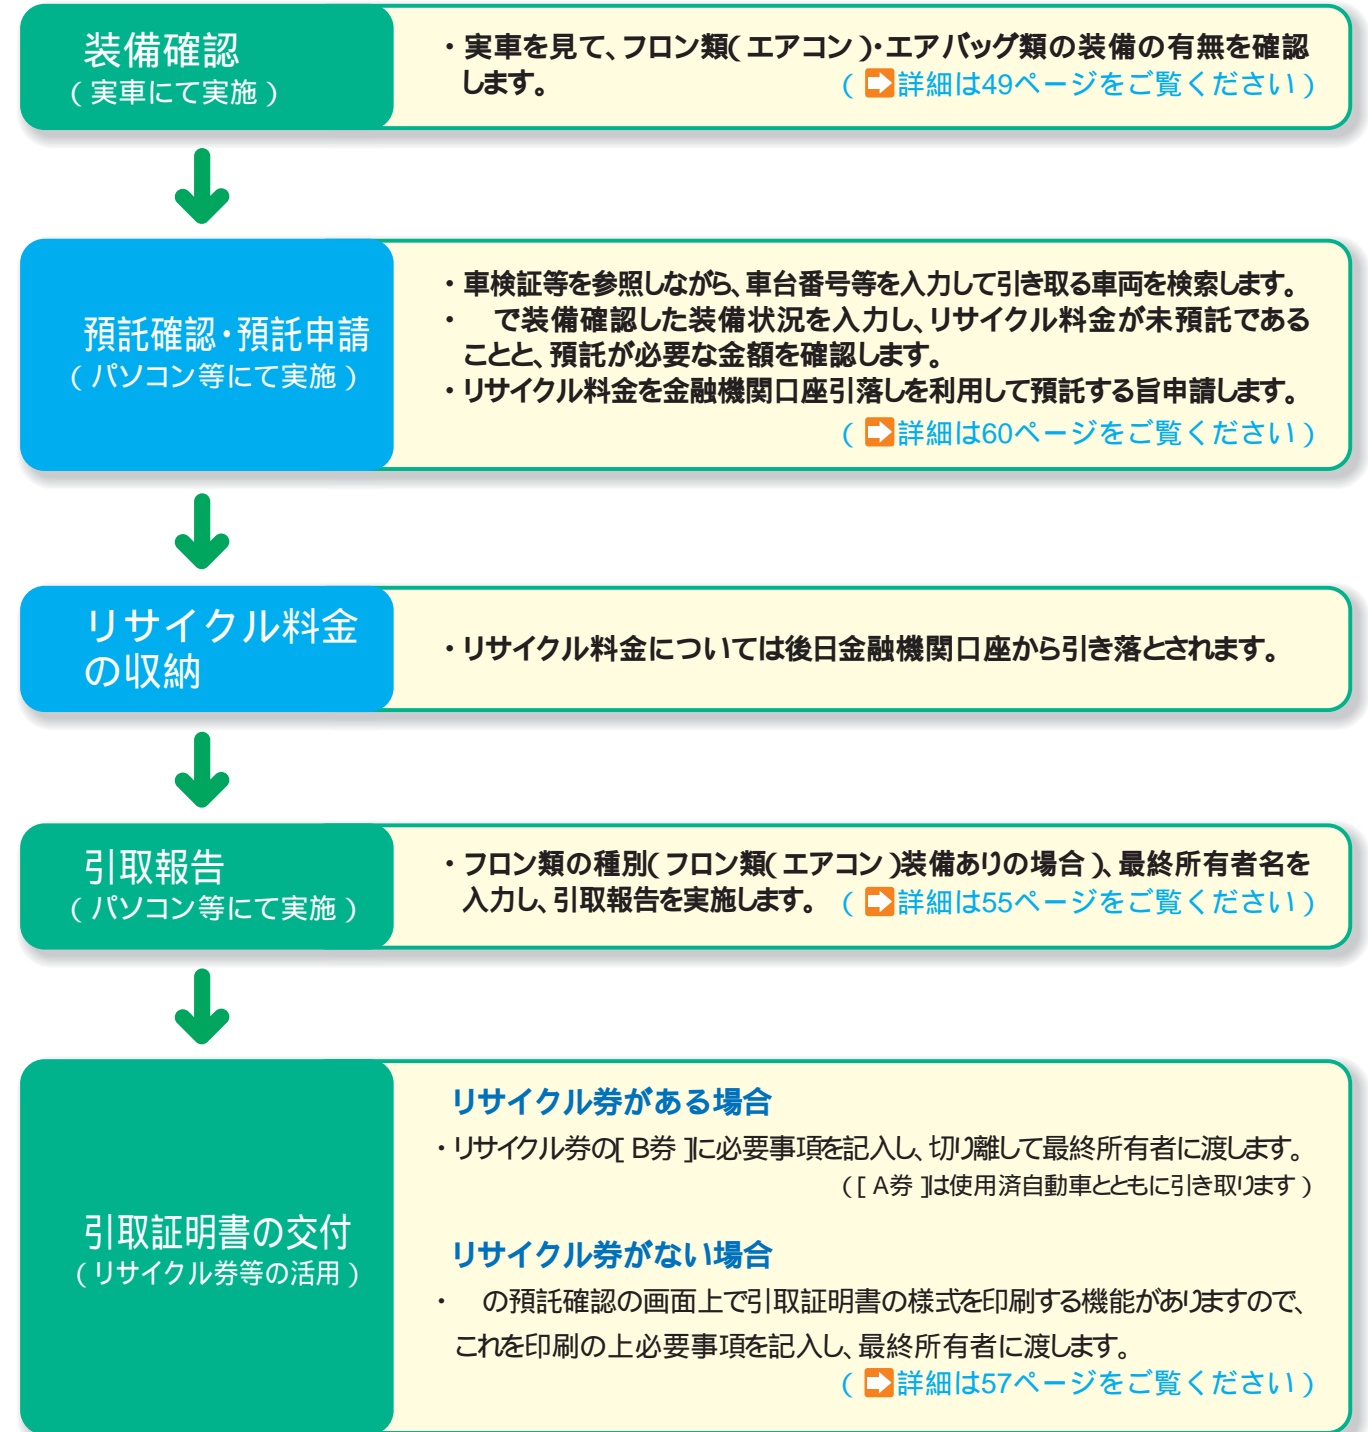 装備確認
（実車にて実施）
・実車を見て、フロン類（エアコン）・エアバッグ類の装備の有無を確認
します。
（➡詳細は49ページをご覧ください）
預託確認・預託申請
（パソコン等にて実施）
・車検証等を参照しながら、車台番号等を入力して引き取る車両を検索します。
・　で装備確認した装備状況を入力し、リサイクル料金が未預託である
ことと、預託が必要な金額を確認します。
・リサイクル料金を金融機関口座引落しを利用して預託する旨申請します。
（➡詳細は60ページをご覧ください）
リサイクル料金
の収納
・リサイクル料金については後日金融機関口座から引き落とされます。
引取報告
（パソコン等にて実施）
・フロン類の種別（フロン類（エアコン）装備ありの場合）、最終所有者名を
入力し、引取報告を実施します。（➡詳細は55ページをご覧ください）
引取証明書の交付
（リサイクル券等の活用）
リサイクル券がある場合
・リサイクル券の［B券］に必要事項を記入し、切り離して最終所有者に渡します。
（［A券］は使用済自動車とともに引き取ります）
リサイクル券がない場合
・　の預託確認の画面上で引取証明書の様式を印刷する機能がありますので、
これを印刷の上必要事項を記入し、最終所有者に渡します。
（➡詳細は57ページをご覧ください）